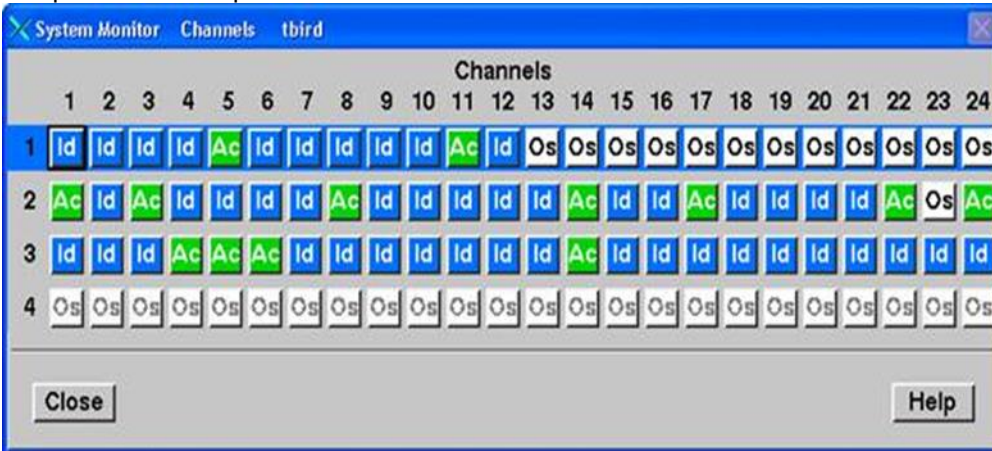 System Monitor Channels tbird
Channels
1 2 3 4 5 6 7 8 9 10 11 12 13 14 15 16 17 18 19 20 21 22 23 24
1 Id Id Id Id Ac Id Id Id Id Id Ac Id Os Os Os Os Os Os Os Os Os Os Os Os
2 Ac Id Ac Id Id Id Id Ac Id Id Id Id Id Ac Id Id Ac Id Id Id Id Ac Os Ac
3 Id Id Id Ac Ac Ac Id Id Id Id Id Id Id Ac Id Id Id Id Id Id Id Id Id Id
4 Os Os Os Os Os Os Os Os Os Os Os Os Os Os Os Os Os Os Os Os Os Os Os Os
Close Help